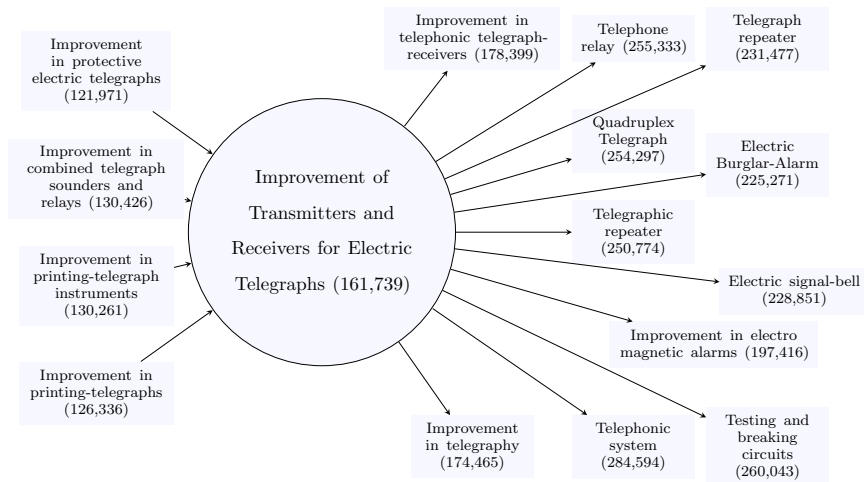 Improvement
in protective
electric telegraphs
(121,971)
Improvement in
combined telegraph
sounders and
relays (130,426)
Improvement in
printing-telegraph
instruments
(130,261)
Improvement in
printing-telegraphs
(126,336)
Improvement of
Transmitters and
Receivers for Electric
Telegraphs (161,739)
Improvement in
telephonic telegraph-
receivers (178,399)
Telephone
relay (255,333)
Telegraph
repeater
(231,477)
Quadruplex
Telegraph
(254,297)
Electric
Burglar-Alarm
(225,271)
Telegraphic
repeater
(250,774)
Electric signal-bell
(228,851)
Improvement in electro
magnetic alarms (197,416)
Improvement
in telegraphy
(174,465)
Telephonic
system
(284,594)
Testing and
breaking
circuits
(260,043)